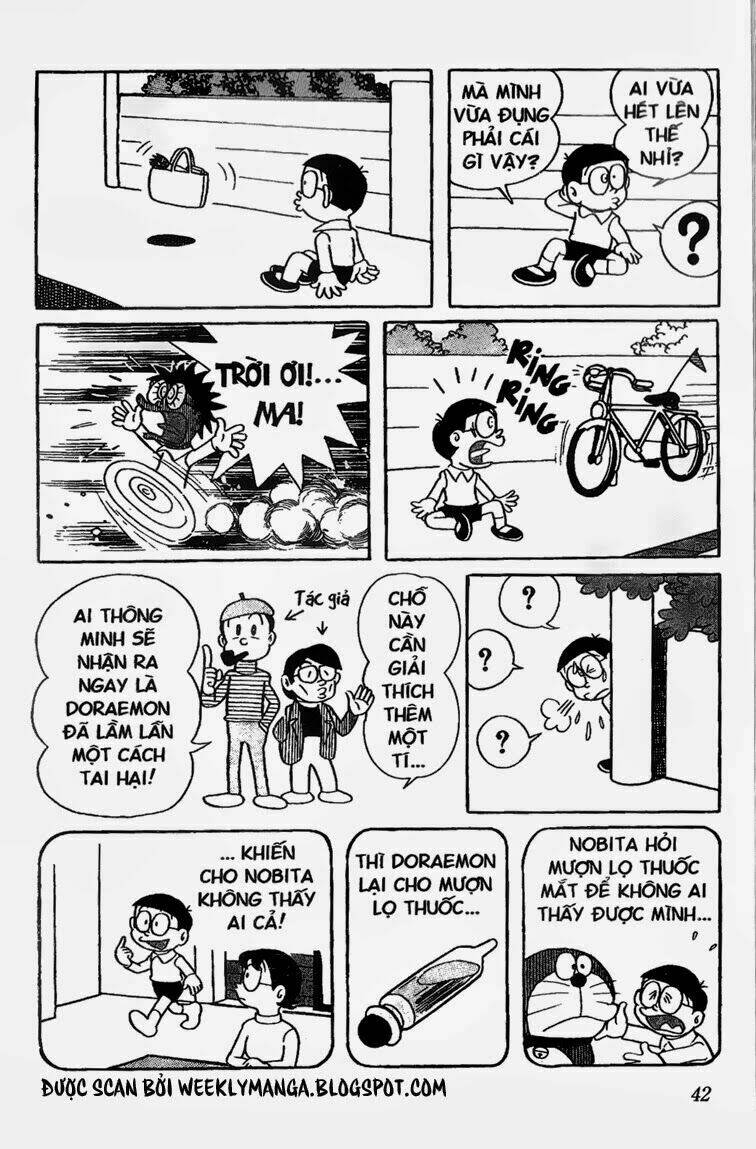 AI VỪA
HÉT LÊN
THẾ
NHỈ?
MÀ MÌNH
VỪA ĐỤNG
PHẢI CÁI
GÌ VẬY?
?
RING
RING
TRỜI ƠI!...
MA!
?
?
?
CHỖ
NÀY
CẦN
GIẢI
THÍCH
THÊM
MỘT
TÍ...
Tác giả
AI THÔNG
MINH SẼ
NHẬN RA
NGAY LÀ
DORAEMON
ĐÃ LẦM LẪN
MỘT CÁCH
TAI HẠI!
NOBITA HỎI
MƯỢN LỌ THUỐC
MẮT ĐỂ KHÔNG AI
THẤY ĐƯỢC MÌNH...
THÌ DORAEMON
LẠI CHO MƯỢN
LỌ THUỐC...
... KHIẾN
CHO NOBITA
KHÔNG THẤY
AI CẢ!
ĐƯỢC SCAN BỞI WEEKLYMANGA.BLOGSPOT.COM
42